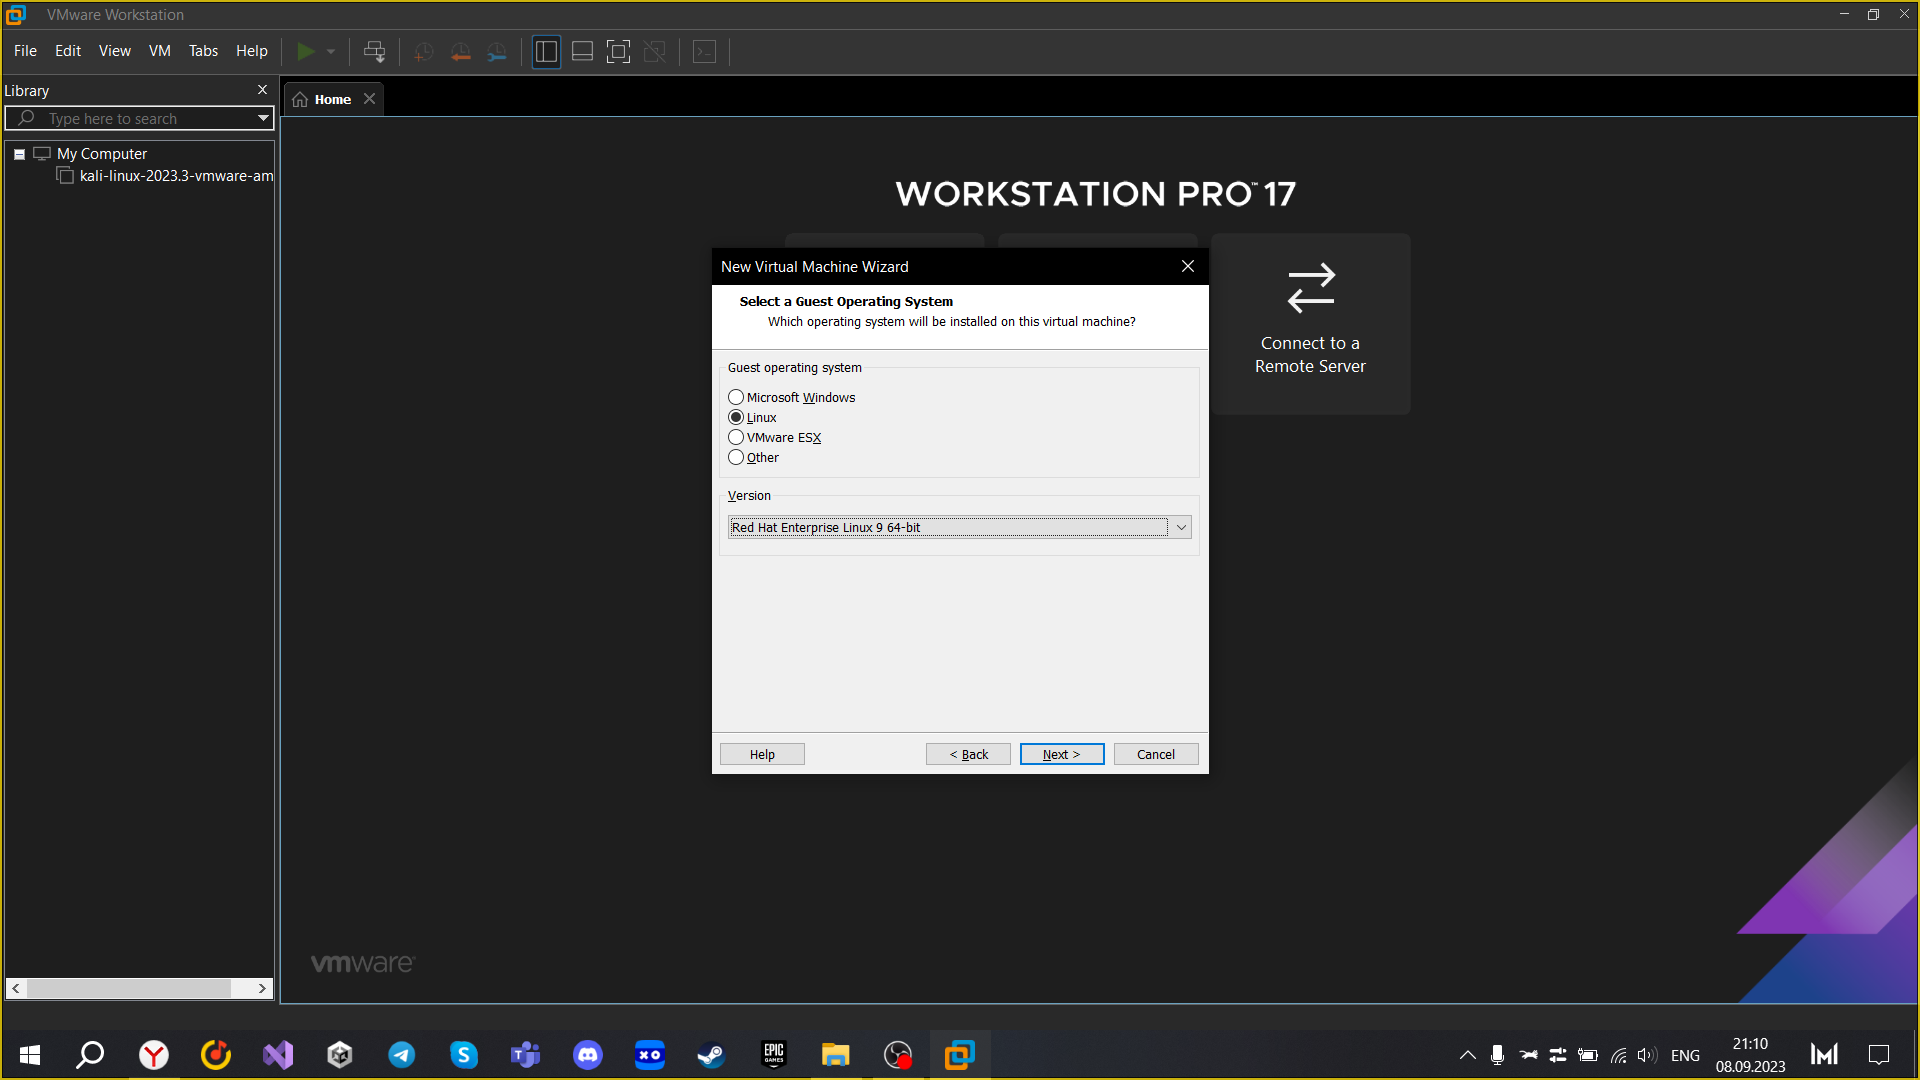 VMware Workstation
File Edit View VM Tabs Help
Library
Home
Type here to search
My Computer
kali-linux-2023.3-vmware-am
WORKSTATION PRO™ 17
Connect to a
Remote Server
New Virtual Machine Wizard
Select a Guest Operating System
Which operating system will be installed on this virtual machine?
Guest operating system
Microsoft Windows
Linux
VMware ESX
Other
Version
Red Hat Enterprise Linux 9 64-bit
Help
< Back
Next >
Cancel
vmware
EPIC
GAMES
XO
ENG
21:10
08.09.2023